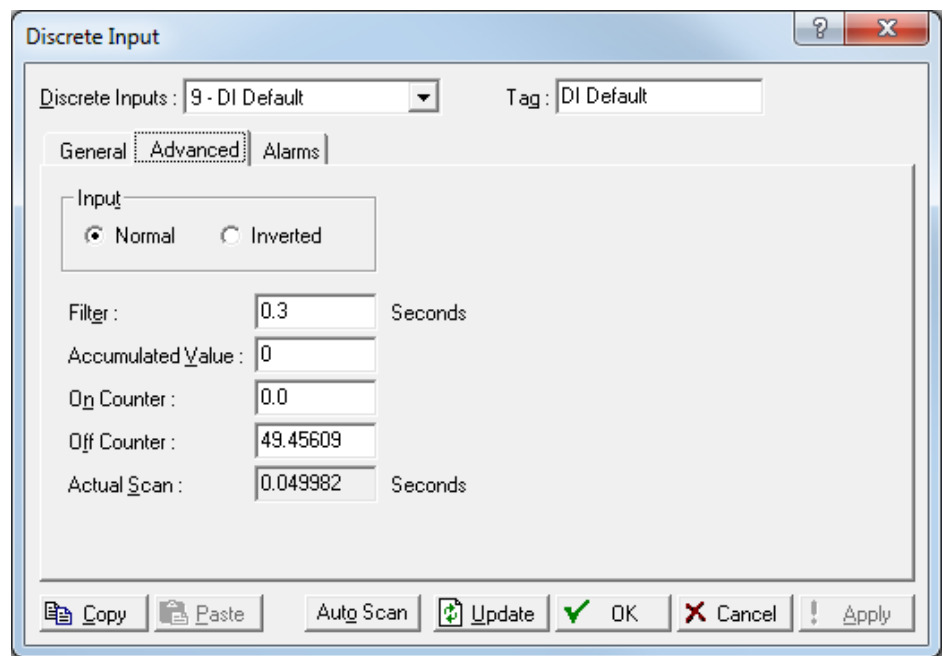 Discrete Input
Discrete Inputs : 9 - DI Default Tag : DI Default
General Advanced Alarms
Input
Normal Inverted
Filter : 0.3 Seconds
Accumulated Value : 0
On Counter : 0.0
Off Counter : 49.45609
Actual Scan : 0.049982 Seconds
Copy Paste Auto Scan Update OK Cancel Apply